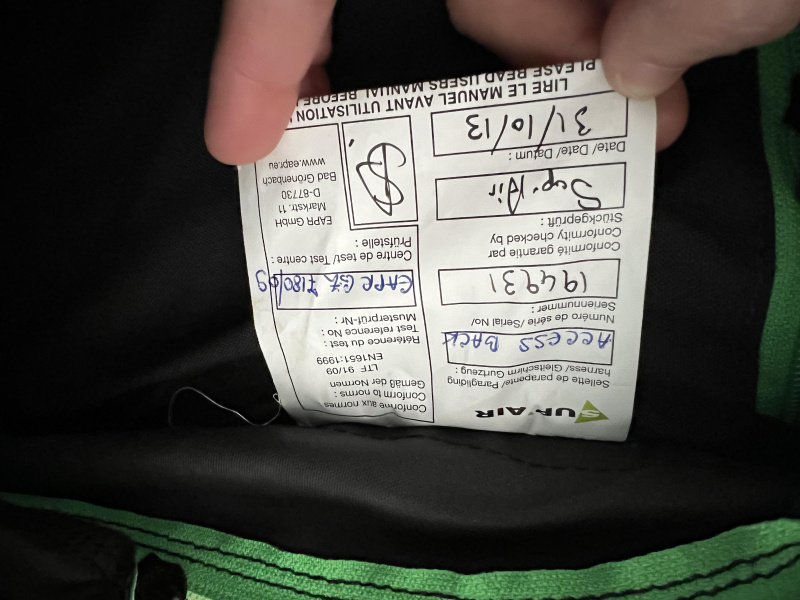 SUP'AIR
Sellette de parapente/ Paragliding
harness/ Gleitschirm Gurtzeug :
ACCESS BACK
Numéro de série /Serial No/
Seriennummer :
194931
Conformité garantie par
Conformity checked by
Stückgeprüft :
Sup'Air
Date/ Date/ Datum :
31/10/13
Conforme aux normes
Conform to norms :
Gemäß der Normen
LTF 91/09
EN1651:1999
Référence du test :
Test reference No :
Musterprüf-Nr :
EAPR GZ 7180/09
Centre de test/ Test centre :
Prüfstelle :
EAPR GmbH
Markstr. 11
D-87730
Bad Grönenbach
www.eapr.eu
LIRE LE MANUEL AVANT UTILISATION
PLEASE READ USERS MANUAL BEFORE